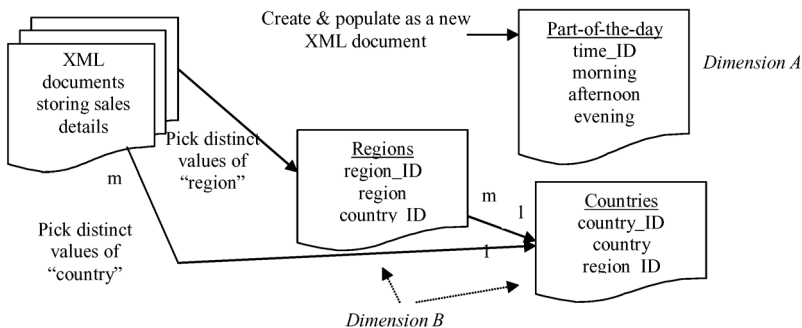 Create & populate as a new
XML document
Part-of-the-day
time_ID
morning
afternoon
evening
Dimension A
XML
documents
storing sales
details
Pick distinct
values of
“region”
Regions
region_ID
region
country_ID
m
m
1
Countries
country_ID
country
region_ID
1
Pick distinct
values of
“country”
Dimension B